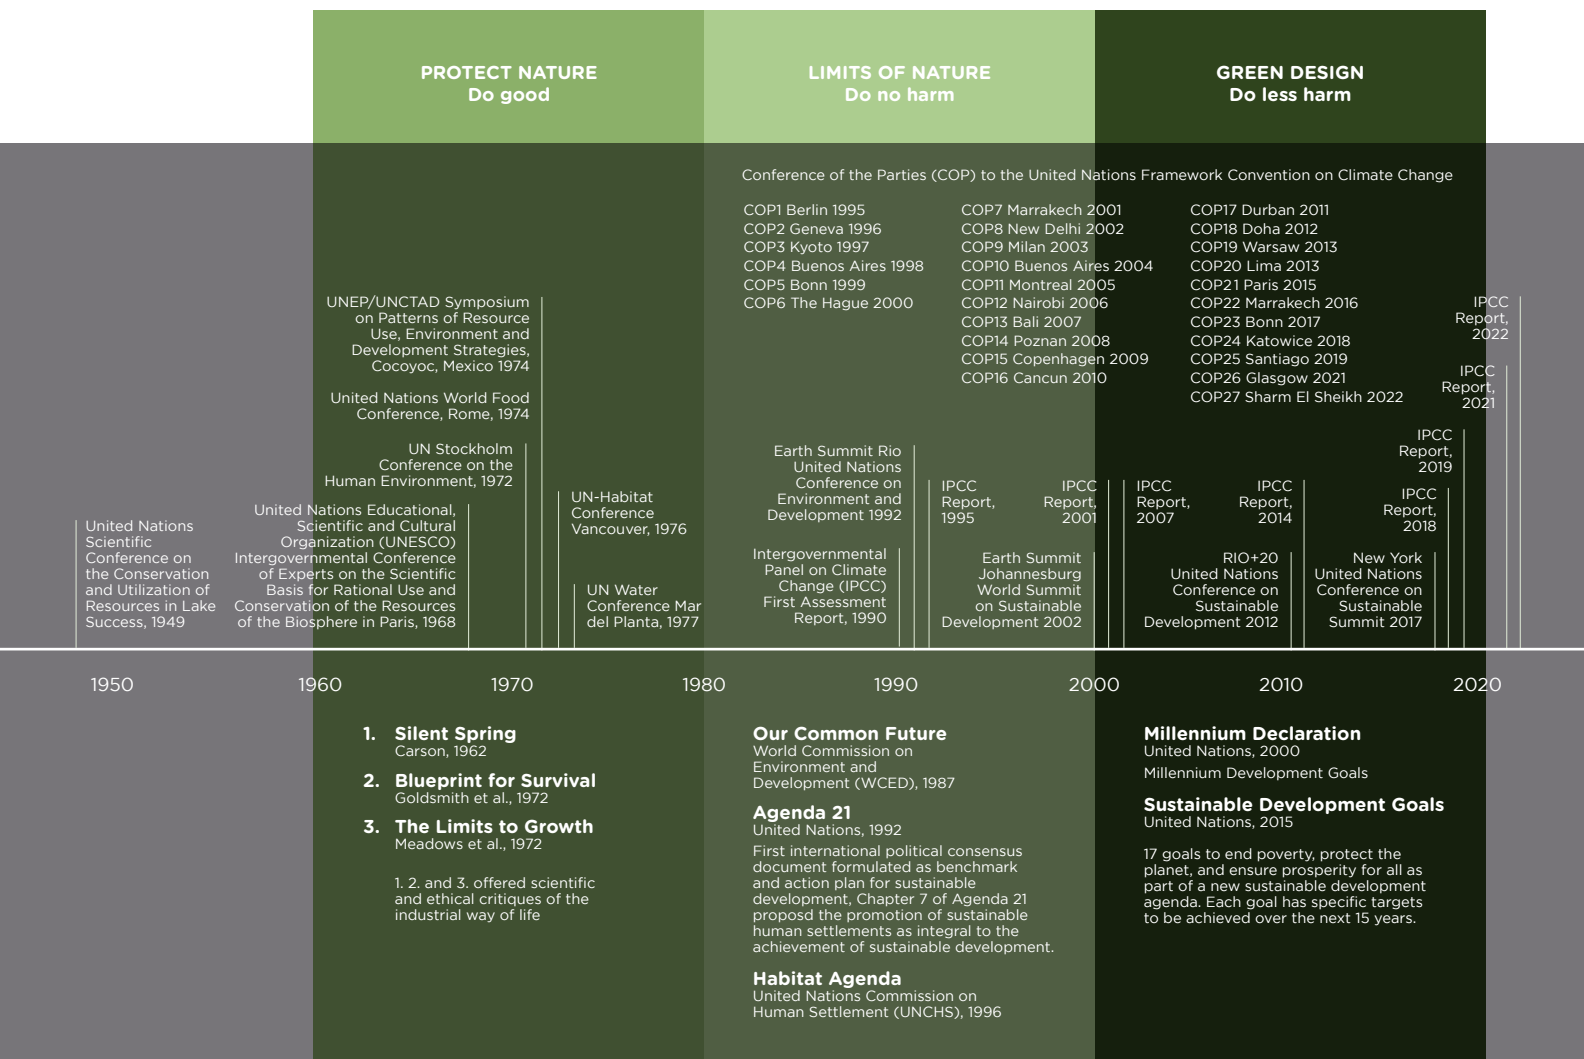 PROTECT NATURE
Do good
LIMITS OF NATURE
Do no harm
GREEN DESIGN
Do less harm
Conference of the Parties (COP) to the United Nations Framework Convention on Climate Change
COP1 Berlin 1995
COP2 Geneva 1996
COP3 Kyoto 1997
COP4 Buenos Aires 1998
COP5 Bonn 1999
COP6 The Hague 2000
COP7 Marrakech 2001
COP8 New Delhi 2002
COP9 Milan 2003
COP10 Buenos Aires 2004
COP11 Montreal 2005
COP12 Nairobi 2006
COP13 Bali 2007
COP14 Poznan 2008
COP15 Copenhagen 2009
COP16 Cancun 2010
COP17 Durban 2011
COP18 Doha 2012
COP19 Warsaw 2013
COP20 Lima 2013
COP21 Paris 2015
COP22 Marrakech 2016
COP23 Bonn 2017
COP24 Katowice 2018
COP25 Santiago 2019
COP26 Glasgow 2021
COP27 Sharm El Sheikh 2022
United Nations
Scientific
Conference on
the Conservation
and Utilization of
Resources in Lake
Success, 1949
United Nations Educational,
Scientific and Cultural
Organization (UNESCO)
Intergovernmental Conference
of Experts on the Scientific
Basis for Rational Use and
Conservation of the Resources
of the Biosphere in Paris, 1968
UN Stockholm
Conference on the
Human Environment, 1972
UNEP/UNCTAD Symposium
on Patterns of Resource
Use, Environment and
Development Strategies,
Cocoyoc, Mexico 1974
United Nations World Food
Conference, Rome, 1974
UN-Habitat
Conference
Vancouver, 1976
UN Water
Conference Mar
del Planta, 1977
Intergovernmental
Panel on Climate
Change (IPCC)
First Assessment
Report, 1990
Earth Summit Rio
United Nations
Conference on
Environment and
Development 1992
IPCC
Report,
1995
IPCC
Report,
2001
Earth Summit
Johannesburg
World Summit
on Sustainable
Development 2002
IPCC
Report,
2007
RIO+20
United Nations
Conference on
Sustainable
Development 2012
IPCC
Report,
2014
New York
United Nations
Conference on
Sustainable
Summit 2017
IPCC
Report,
2018
IPCC
Report,
2019
IPCC
Report,
2021
IPCC
Report,
2022
1950
1960
1970
1980
1990
2000
2010
2020
1. Silent Spring
Carson, 1962
2. Blueprint for Survival
Goldsmith et al., 1972
3. The Limits to Growth
Meadows et al., 1972
1. 2. and 3. offered scientific
and ethical critiques of the
industrial way of life
Our Common Future
World Commission on
Environment and
Development (WCED), 1987
Agenda 21
United Nations, 1992
First international political consensus
document formulated as benchmark
and action plan for sustainable
development, Chapter 7 of Agenda 21
proposd the promotion of sustainable
human settlements as integral to the
achievement of sustainable development.
Habitat Agenda
United Nations Commission on
Human Settlement (UNCHS), 1996
Millennium Declaration
United Nations, 2000
Millennium Development Goals
Sustainable Development Goals
United Nations, 2015
17 goals to end poverty, protect the
planet, and ensure prosperity for all as
part of a new sustainable development
agenda. Each goal has specific targets
to be achieved over the next 15 years.